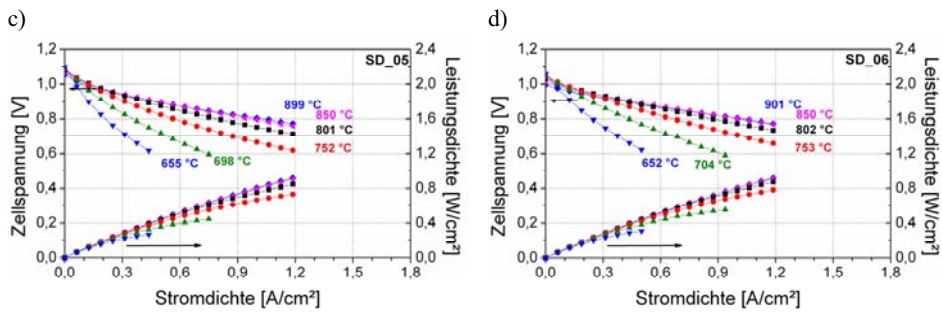 c)
1,2
1,0
0,8
0,6
0,4
0,2
0,0
Zellspannung [V]
SD_05
899 °C
850 °C
801 °C
752 °C
698 °C
655 °C
2,4
2,0
1,6
1,2
0,8
0,4
0,0
Leistungsdichte [W/cm²]
0,0 0,3 0,6 0,9 1,2 1,5 1,8
Stromdichte [A/cm²]
d)
1,2
1,0
0,8
0,6
0,4
0,2
0,0
Zellspannung [V]
SD_06
901 °C
850 °C
802 °C
753 °C
704 °C
652 °C
2,4
2,0
1,6
1,2
0,8
0,4
0,0
Leistungsdichte [W/cm²]
0,0 0,3 0,6 0,9 1,2 1,5 1,8
Stromdichte [A/cm²]